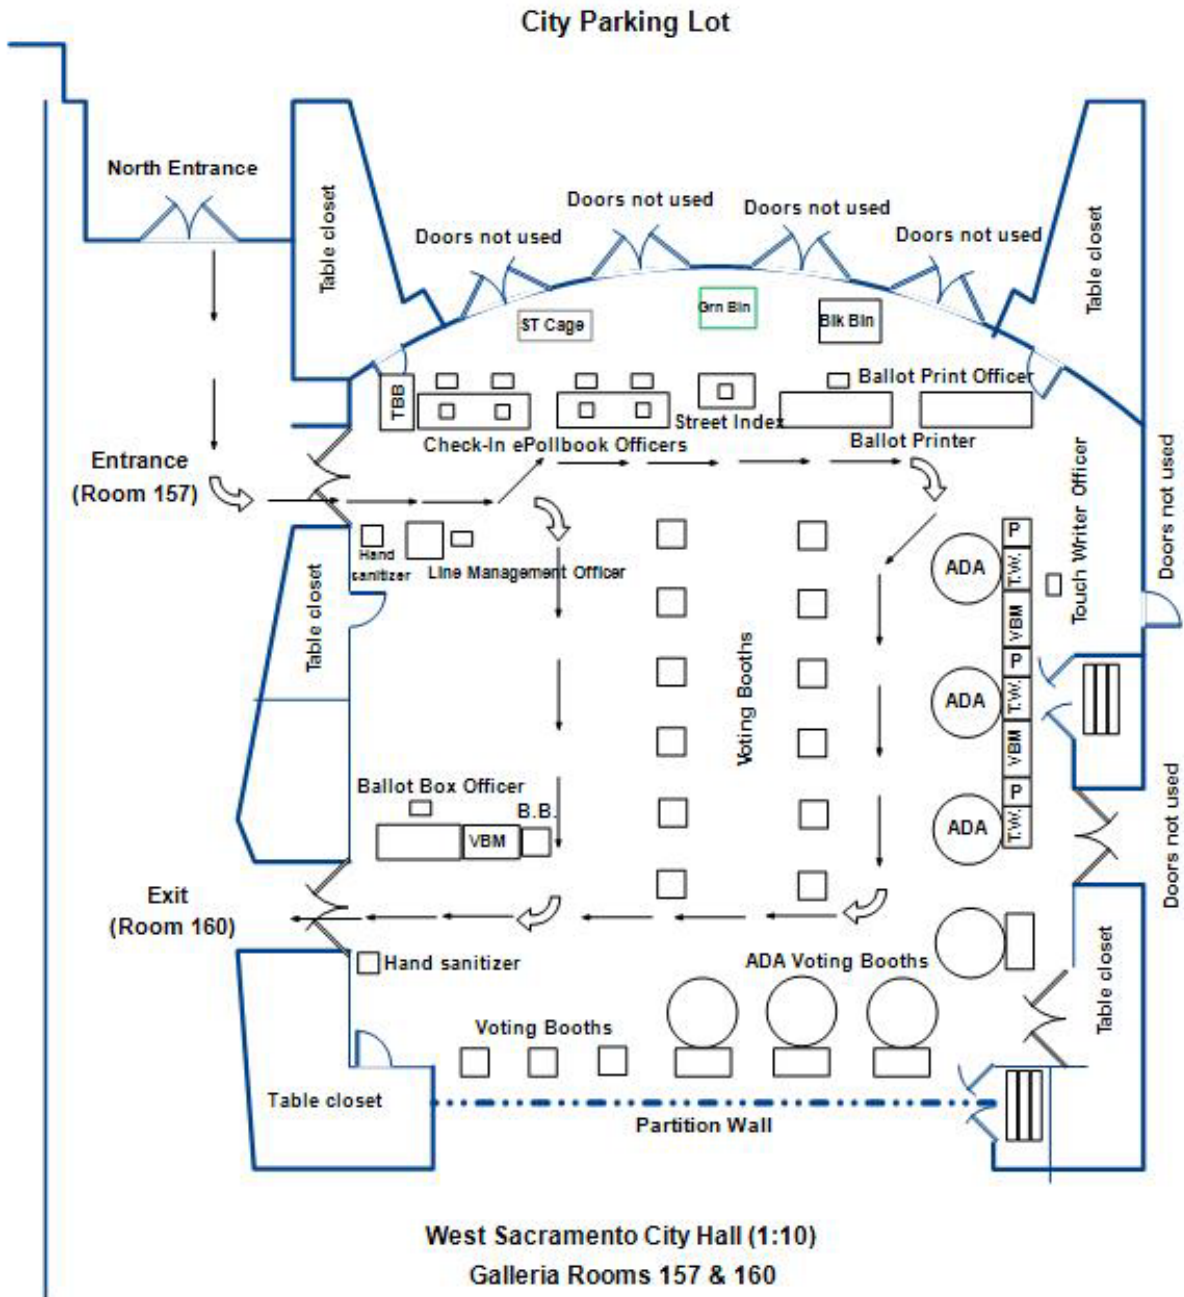 City Parking Lot
North Entrance
Doors not used
Doors not used
Doors not used
Doors not used
Table closet
Table closet
ST Cage
Grn Bin
Blk Bin
TBB
Ballot Print Officer
Street Index
Check-In ePollbook Officers
Ballot Printer
Entrance
(Room 157)
Hand
sanitizer
Line Management Officer
Table closet
Voting Booths
ADA
ADA
ADA
P
T.W.
VBM
P
T.W.
VBM
P
T.W.
Touch Writer Officer
Doors not used
Doors not used
Ballot Box Officer
B.B.
VBM
Exit
(Room 160)
Hand sanitizer
ADA Voting Booths
Table closet
Voting Booths
Table closet
Partition Wall
West Sacramento City Hall (1:10)
Galleria Rooms 157 & 160